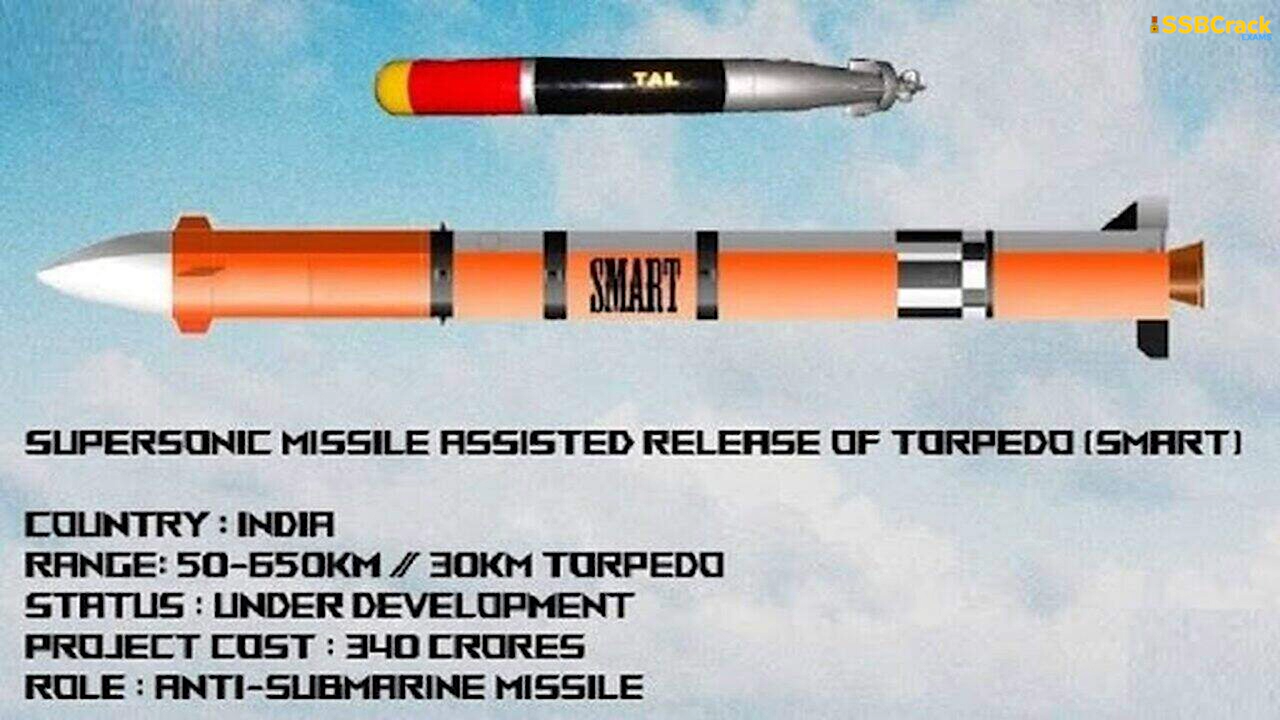 SSBCrack
EXAMS
TAL
SMART
SUPERSONIC MISSILE ASSISTED RELEASE OF TORPEDO (SMART)
COUNTRY : INDIA
RANGE: 50-650KM // 30KM TORPEDO
STATUS : UNDER DEVELOPMENT
PROJECT COST : 340 CRORES
ROLE : ANTI-SUBMARINE MISSILE